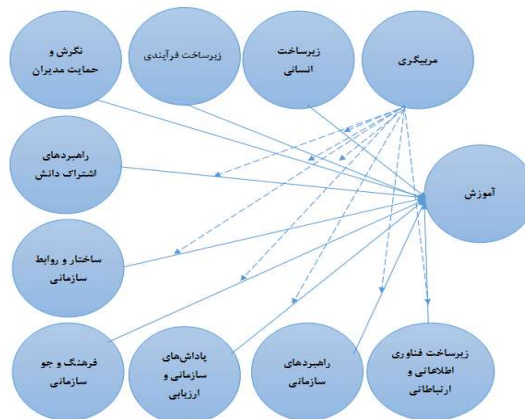 مربیگری
زیرساخت
انسانی
زیرساخت فرآیندی
نگرش و
حمایت مدیران
راهبردهای
اشتراک دانش
آموزش
ساختار و روابط
سازمانی
زیرساخت فناوری
اطلاعاتی و
ارتباطاتی
راهبردهای
سازمانی
پاداش‌های
سازمانی و
ارزیابی
فرهنگ و جو
سازمانی